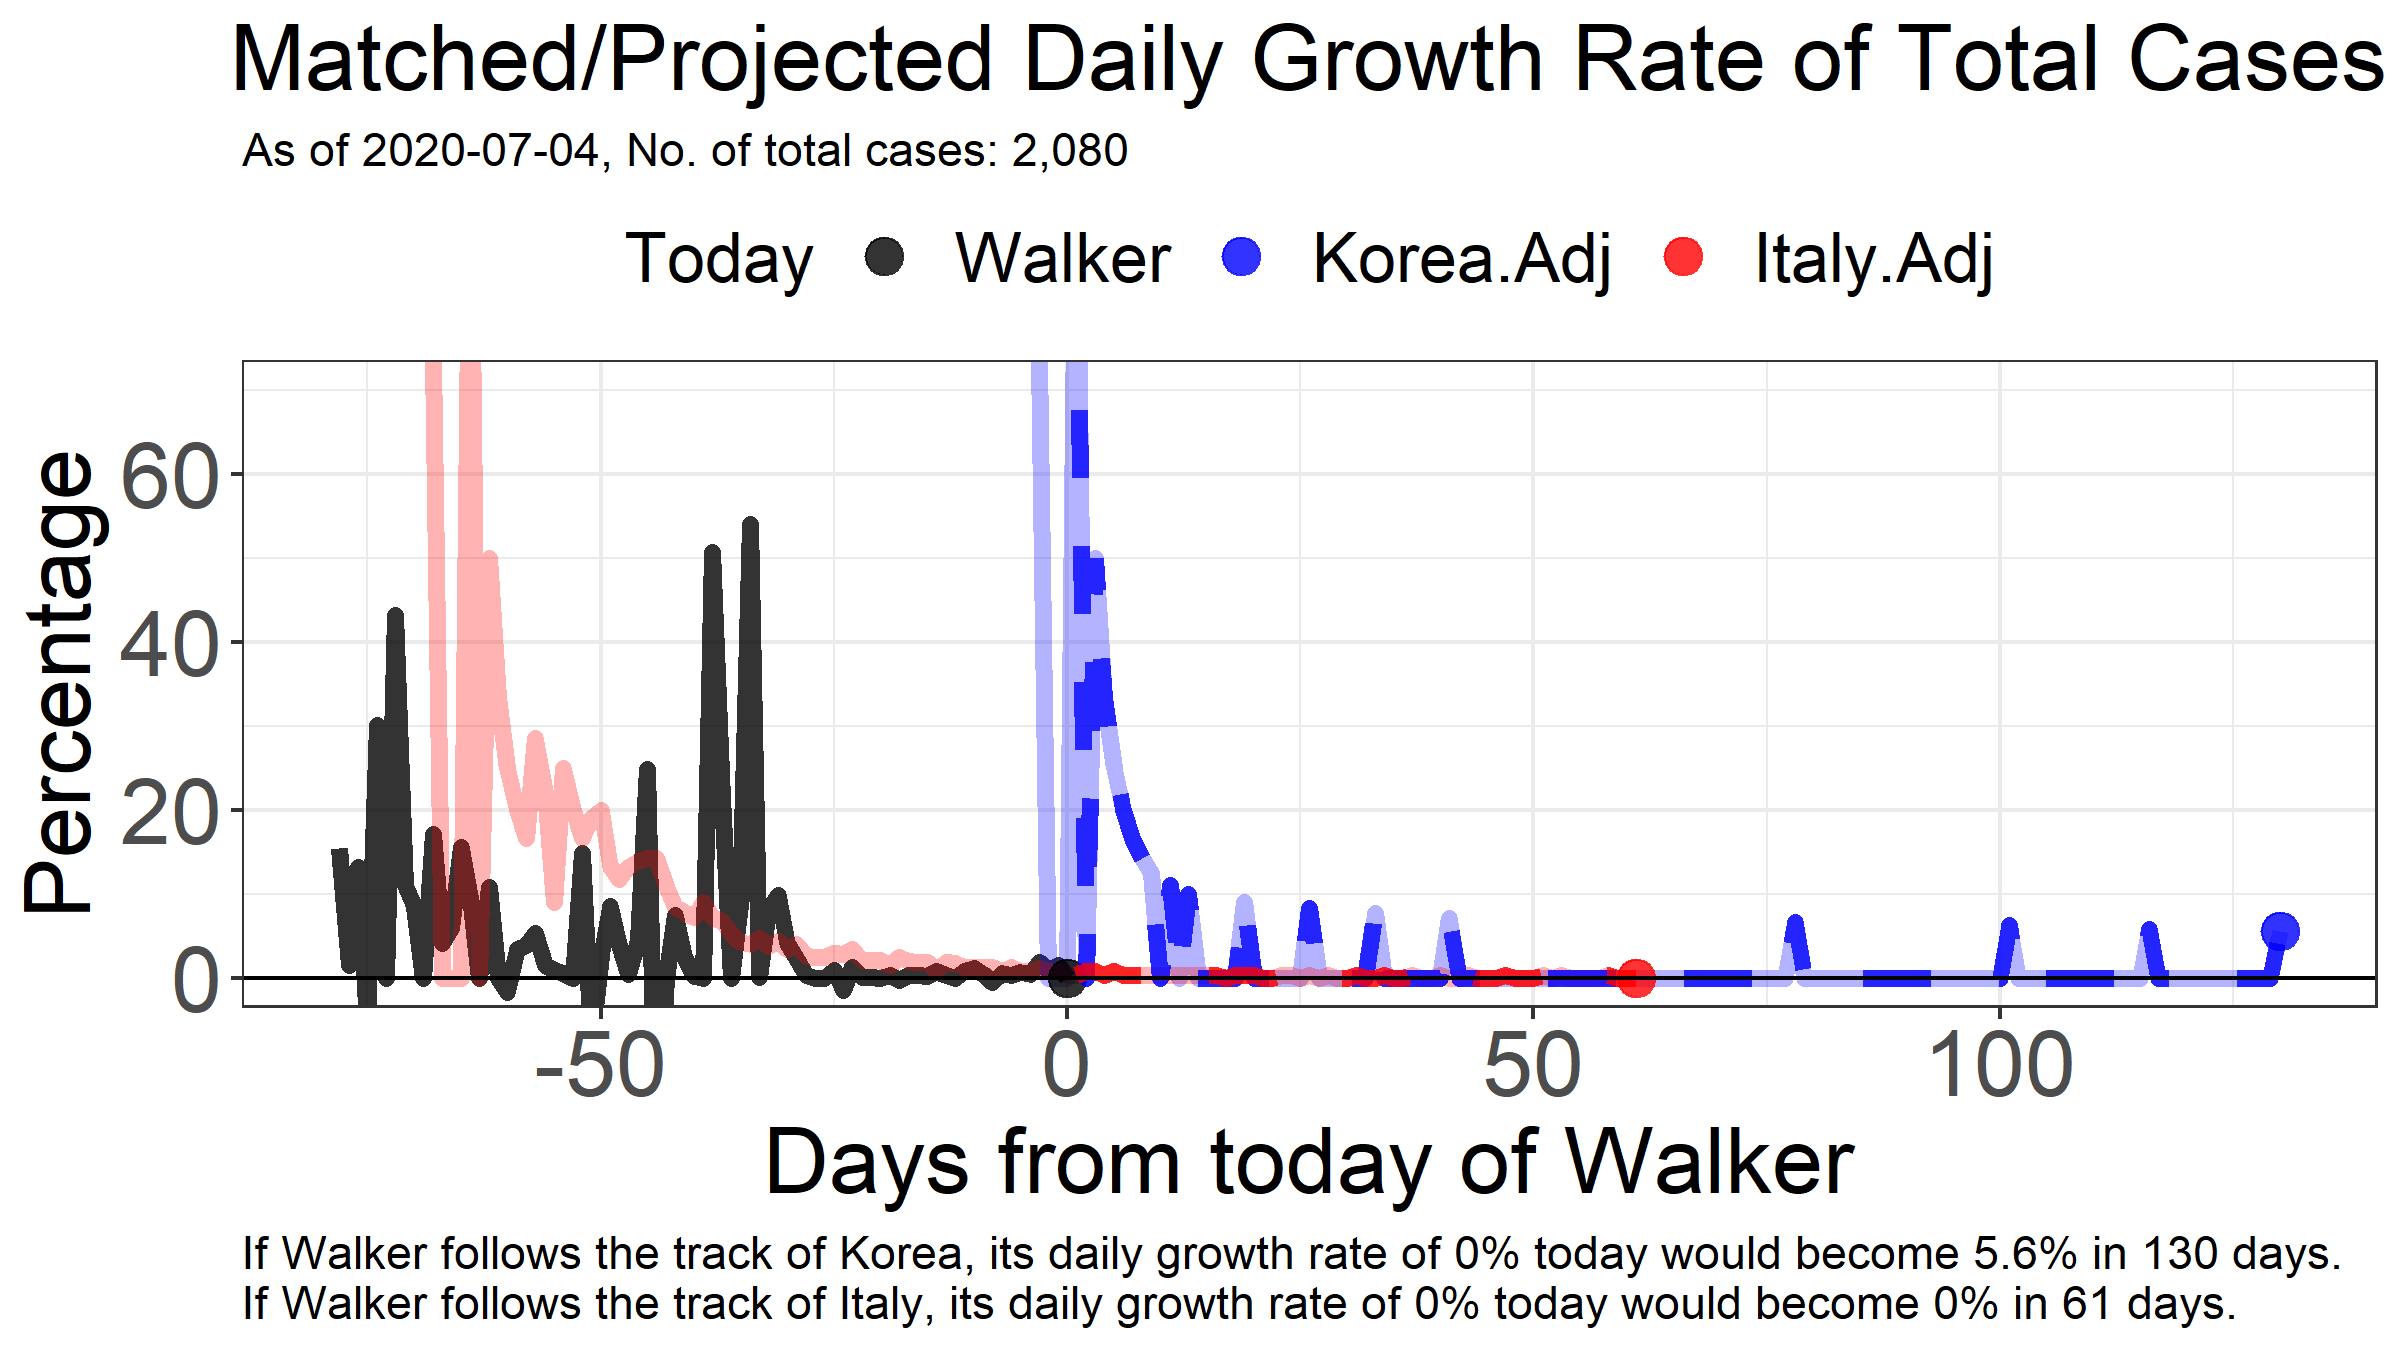 Matched/Projected Daily Growth Rate of Total Cases
As of 2020-07-04, No. of total cases: 2,080
Today Walker Korea.Adj Italy.Adj
Percentage
60
40
20
0
-50 0 50 100
Days from today of Walker
If Walker follows the track of Korea, its daily growth rate of 0% today would become 5.6% in 130 days.
If Walker follows the track of Italy, its daily growth rate of 0% today would become 0% in 61 days.